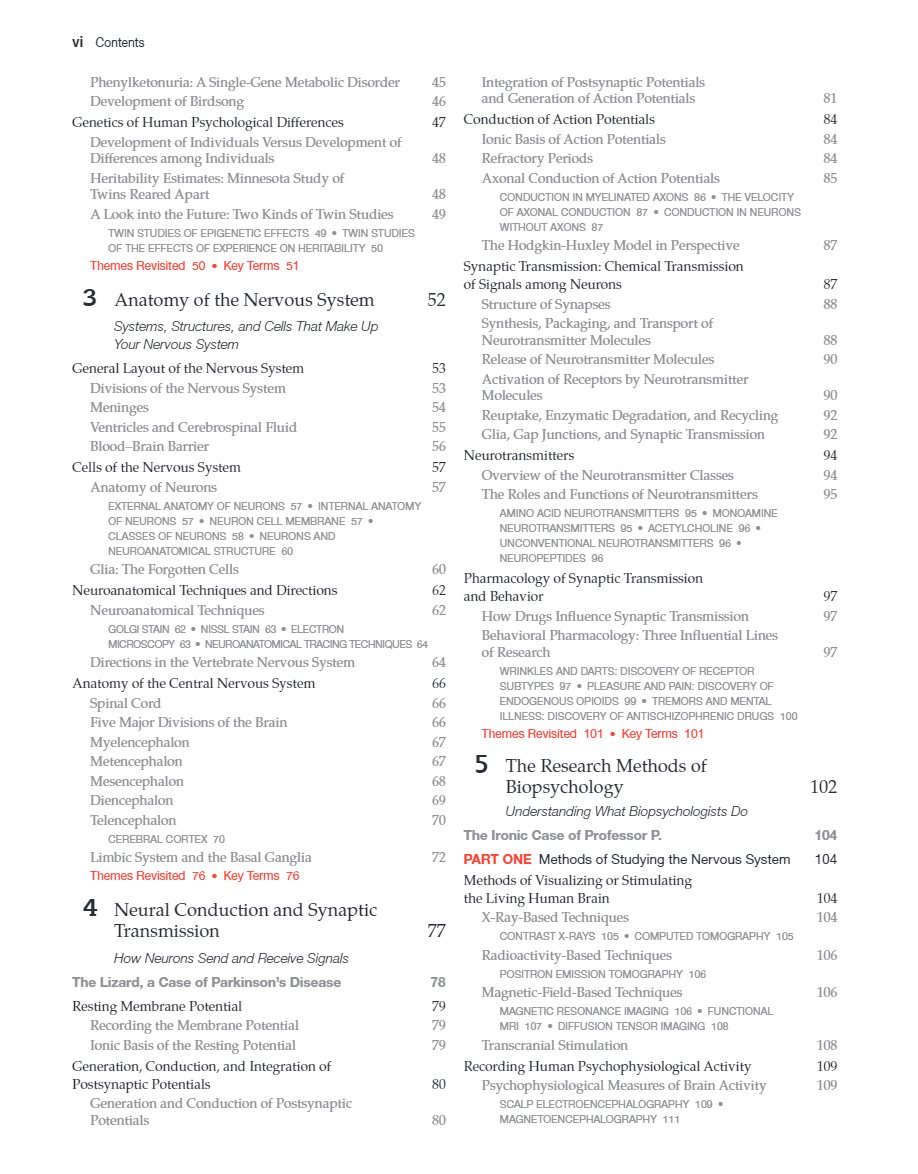 vi Contents
Phenylketonuria: A Single-Gene Metabolic Disorder 45
Development of Birdsong 46
Genetics of Human Psychological Differences 47
Development of Individuals Versus Development of
Differences among Individuals 48
Heritability Estimates: Minnesota Study of
Twins Reared Apart 48
A Look into the Future: Two Kinds of Twin Studies 49
TWIN STUDIES OF EPIGENETIC EFFECTS 49 • TWIN STUDIES
OF THE EFFECTS OF EXPERIENCE ON HERITABILITY 50
Themes Revisited 50 • Key Terms 51
3 Anatomy of the Nervous System 52
Systems, Structures, and Cells That Make Up
Your Nervous System
General Layout of the Nervous System 53
Divisions of the Nervous System 53
Meninges 54
Ventricles and Cerebrospinal Fluid 55
Blood–Brain Barrier 56
Cells of the Nervous System 57
Anatomy of Neurons 57
EXTERNAL ANATOMY OF NEURONS 57 • INTERNAL ANATOMY
OF NEURONS 57 • NEURON CELL MEMBRANE 57 •
CLASSES OF NEURONS 58 • NEURONS AND
NEUROANATOMICAL STRUCTURE 60
Glia: The Forgotten Cells 60
Neuroanatomical Techniques and Directions 62
Neuroanatomical Techniques 62
GOLGI STAIN 62 • NISSL STAIN 63 • ELECTRON
MICROSCOPY 63 • NEUROANATOMICAL TRACING TECHNIQUES 64
Directions in the Vertebrate Nervous System 64
Anatomy of the Central Nervous System 66
Spinal Cord 66
Five Major Divisions of the Brain 66
Myelencephalon 67
Metencephalon 67
Mesencephalon 68
Diencephalon 69
Telencephalon 70
CEREBRAL CORTEX 70
Limbic System and the Basal Ganglia 72
Themes Revisited 76 • Key Terms 76
4 Neural Conduction and Synaptic
Transmission 77
How Neurons Send and Receive Signals
The Lizard, a Case of Parkinson's Disease 78
Resting Membrane Potential 79
Recording the Membrane Potential 79
Ionic Basis of the Resting Potential 79
Generation, Conduction, and Integration of
Postsynaptic Potentials 80
Generation and Conduction of Postsynaptic
Potentials 80
Integration of Postsynaptic Potentials
and Generation of Action Potentials 81
Conduction of Action Potentials 84
Ionic Basis of Action Potentials 84
Refractory Periods 84
Axonal Conduction of Action Potentials 85
CONDUCTION IN MYELINATED AXONS 86 • THE VELOCITY
OF AXONAL CONDUCTION 87 • CONDUCTION IN NEURONS
WITHOUT AXONS 87
The Hodgkin-Huxley Model in Perspective 87
Synaptic Transmission: Chemical Transmission
of Signals among Neurons 87
Structure of Synapses 88
Synthesis, Packaging, and Transport of
Neurotransmitter Molecules 88
Release of Neurotransmitter Molecules 90
Activation of Receptors by Neurotransmitter
Molecules 90
Reuptake, Enzymatic Degradation, and Recycling 92
Glia, Gap Junctions, and Synaptic Transmission 92
Neurotransmitters 94
Overview of the Neurotransmitter Classes 94
The Roles and Functions of Neurotransmitters 95
AMINO ACID NEUROTRANSMITTERS 95 • MONOAMINE
NEUROTRANSMITTERS 95 • ACETYLCHOLINE 96 •
UNCONVENTIONAL NEUROTRANSMITTERS 96 •
NEUROPEPTIDES 96
Pharmacology of Synaptic Transmission
and Behavior 97
How Drugs Influence Synaptic Transmission 97
Behavioral Pharmacology: Three Influential Lines
of Research 97
WRINKLES AND DARTS: DISCOVERY OF RECEPTOR
SUBTYPES 97 • PLEASURE AND PAIN: DISCOVERY OF
ENDOGENOUS OPIOIDS 99 • TREMORS AND MENTAL
ILLNESS: DISCOVERY OF ANTISCHIZOPHRENIC DRUGS 100
Themes Revisited 101 • Key Terms 101
5 The Research Methods of
Biopsychology 102
Understanding What Biopsychologists Do
The Ironic Case of Professor P. 104
PART ONE Methods of Studying the Nervous System 104
Methods of Visualizing or Stimulating
the Living Human Brain 104
X-Ray-Based Techniques 104
CONTRAST X-RAYS 105 • COMPUTED TOMOGRAPHY 105
Radioactivity-Based Techniques 106
POSITRON EMISSION TOMOGRAPHY 106
Magnetic-Field-Based Techniques 106
MAGNETIC RESONANCE IMAGING 106 • FUNCTIONAL
MRI 107 • DIFFUSION TENSOR IMAGING 108
Transcranial Stimulation 108
Recording Human Psychophysiological Activity 109
Psychophysiological Measures of Brain Activity 109
SCALP ELECTROENCEPHALOGRAPHY 109 •
MAGNETOENCEPHALOGRAPHY 111